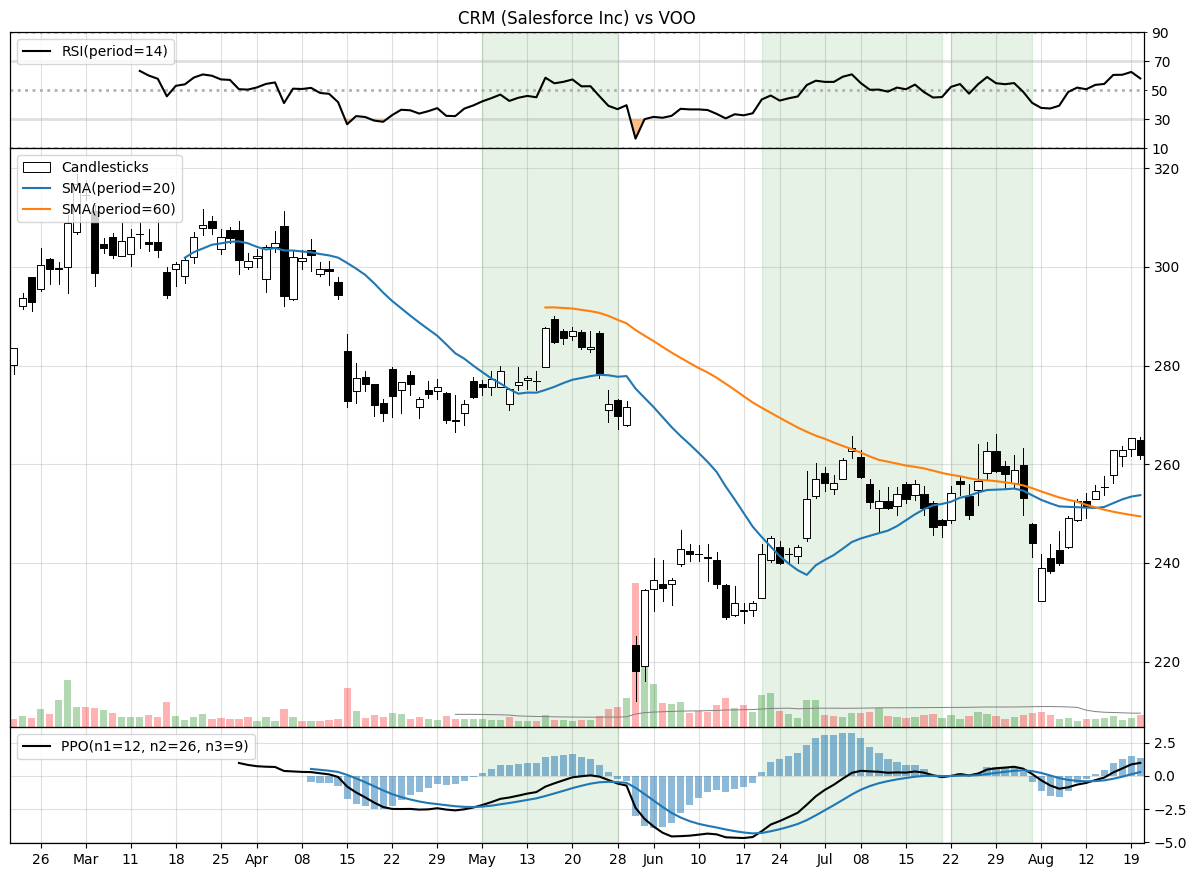 CRM (Salesforce Inc) vs VOO
RSI(period=14)
90
70
50
30
10
Candlesticks
SMA(period=20)
SMA(period=60)
320
300
280
260
240
220
PPO(n1=12, n2=26, n3=9)
2.5
0.0
−2.5
−5.0
26 Mar 11 18 25 Apr 08 15 22 29 May 13 20 28 Jun 10 17 24 Jul 08 15 22 29 Aug 12 19